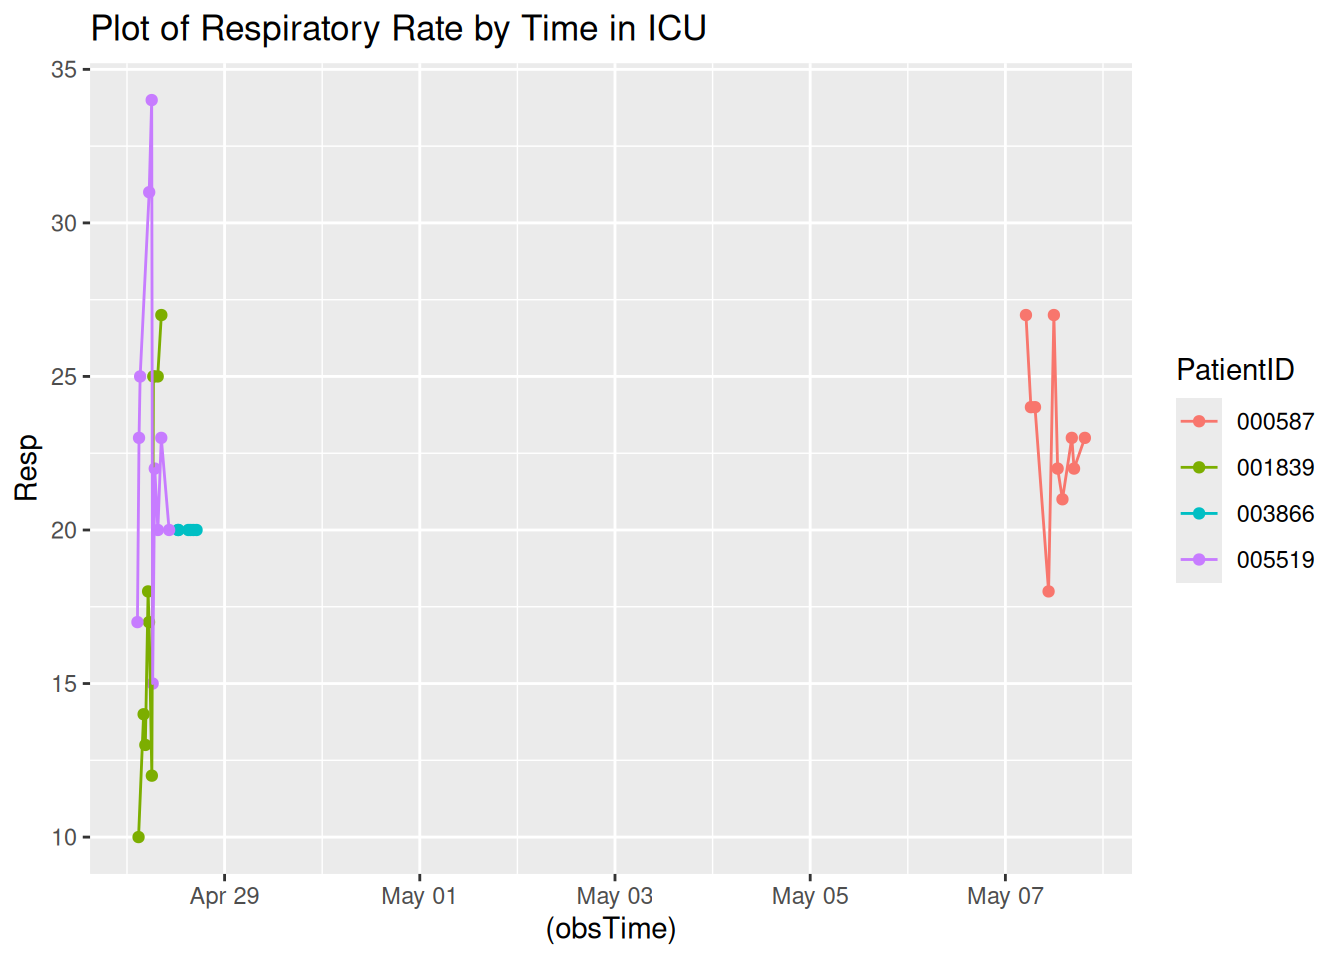 Plot of Respiratory Rate by Time in ICU
35
30
25
20
15
10
Resp
Apr 29
May 01
May 03
May 05
May 07
(obsTime)
PatientID
000587
001839
003866
005519